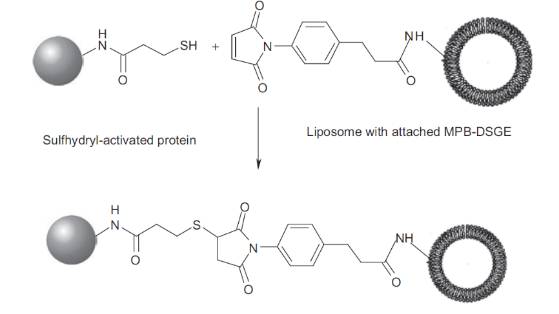 H
N
O
SH
+
O
N
O
NH
O
Sulfhydryl-activated protein
Liposome with attached MPB-DSGE
H
N
O
S
O
N
O
NH
O